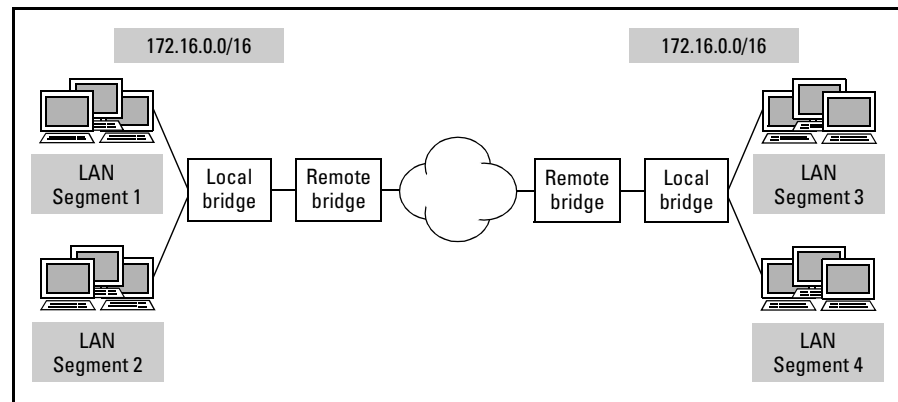 172.16.0.0/16
172.16.0.0/16
LAN
Segment 1
LAN
Segment 2
Local
bridge
Remote
bridge
Remote
bridge
Local
bridge
LAN
Segment 3
LAN
Segment 4